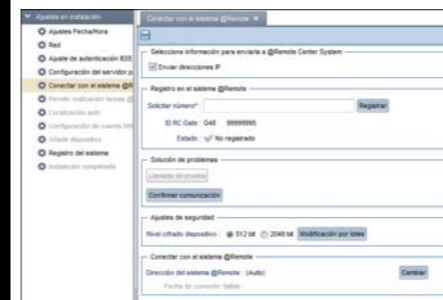 Ajustes en instalación
Ajustes Fecha/Hora
Red
Ajuste de autenticación IEEE
Configuración del servidor p
Conectar con el sistema @R
Permitir realización tareas @
Localización auto
Configuración de cuenta
Añadir dispositivo
Registro del sistema
Instalación completada
Conectar con el sistema @Remote
Seleccione información para enviarla a @Remote Center System
Enviar direcciones IP
Registro en el sistema @Remote
Solicitar número* : Registrar
ID RC Gate : G48 99999995
Estado : No registrado
Solución de problemas
Llamada de prueba
Confirmar comunicación
Ajustes de seguridad
Nivel cifrado dispositivo : 512 bit 2048 bit Modificación por lotes
Conectar con el sistema @Remote
Dirección del sistema @Remote : (Auto) Cambiar
Fecha de conexión fallida :